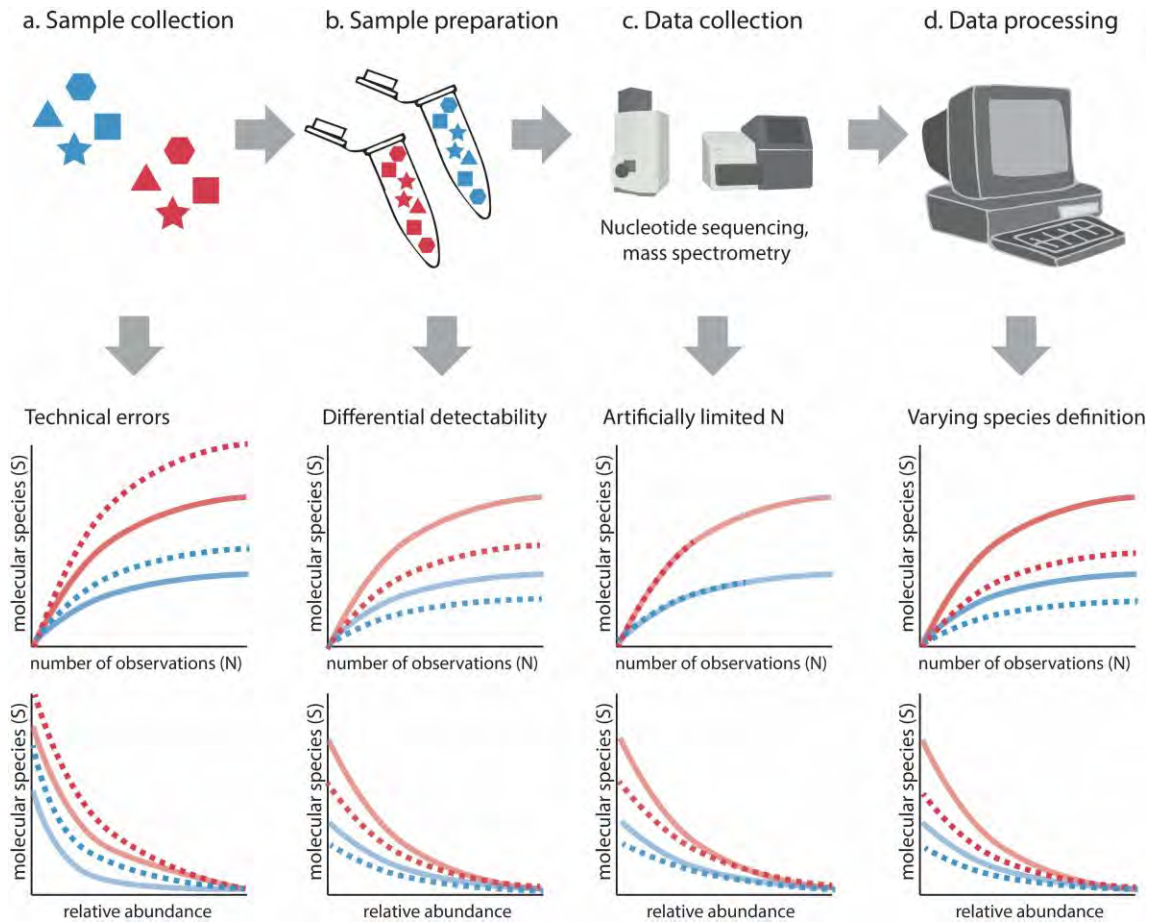 a. Sample collection
b. Sample preparation
c. Data collection
d. Data processing
Nucleotide sequencing,
mass spectrometry
Technical errors
Differential detectability
Artificially limited N
Varying species definition
molecular species (S)
molecular species (S)
molecular species (S)
molecular species (S)
number of observations (N)
number of observations (N)
number of observations (N)
number of observations (N)
molecular species (S)
molecular species (S)
molecular species (S)
molecular species (S)
relative abundance
relative abundance
relative abundance
relative abundance